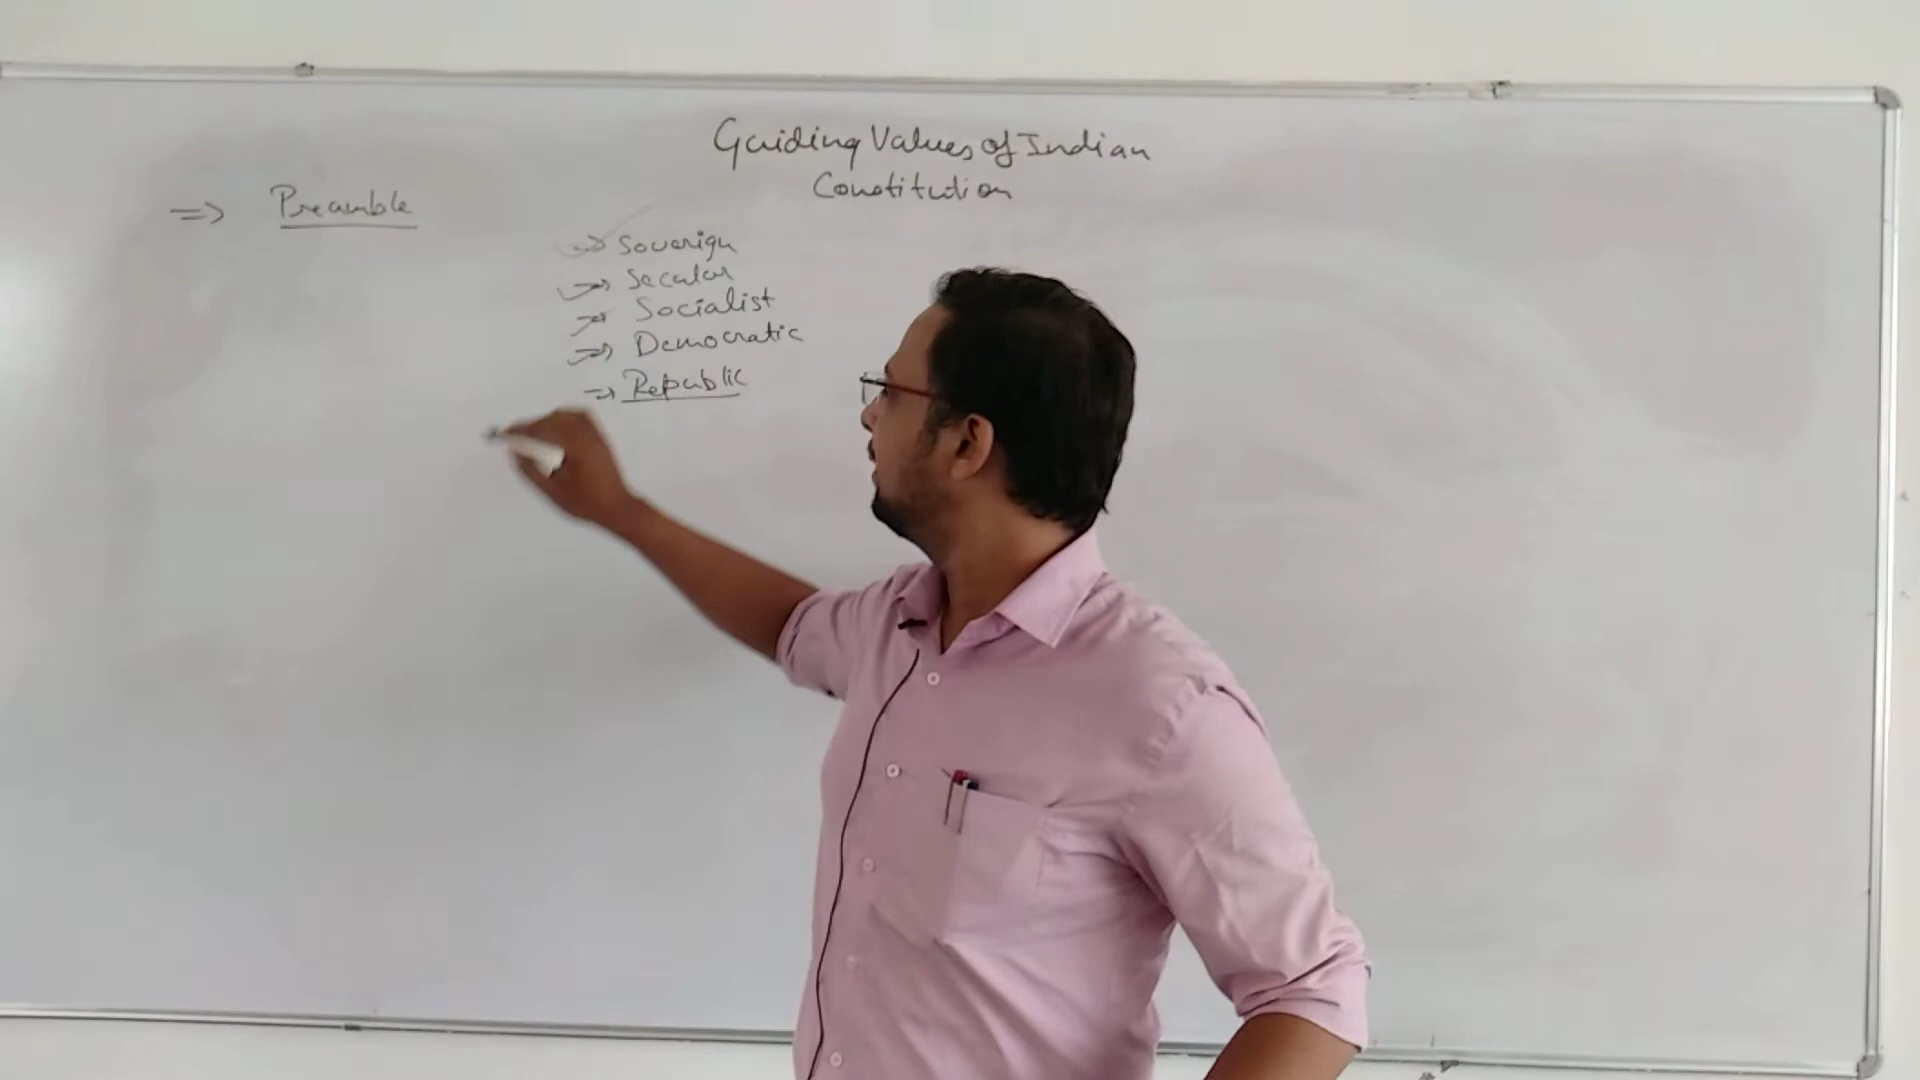 Guiding Values of Indian
Constitution
=> Preamble
=> Soverign
=> Secular
=> Socialist
=> Democratic
=> Republic